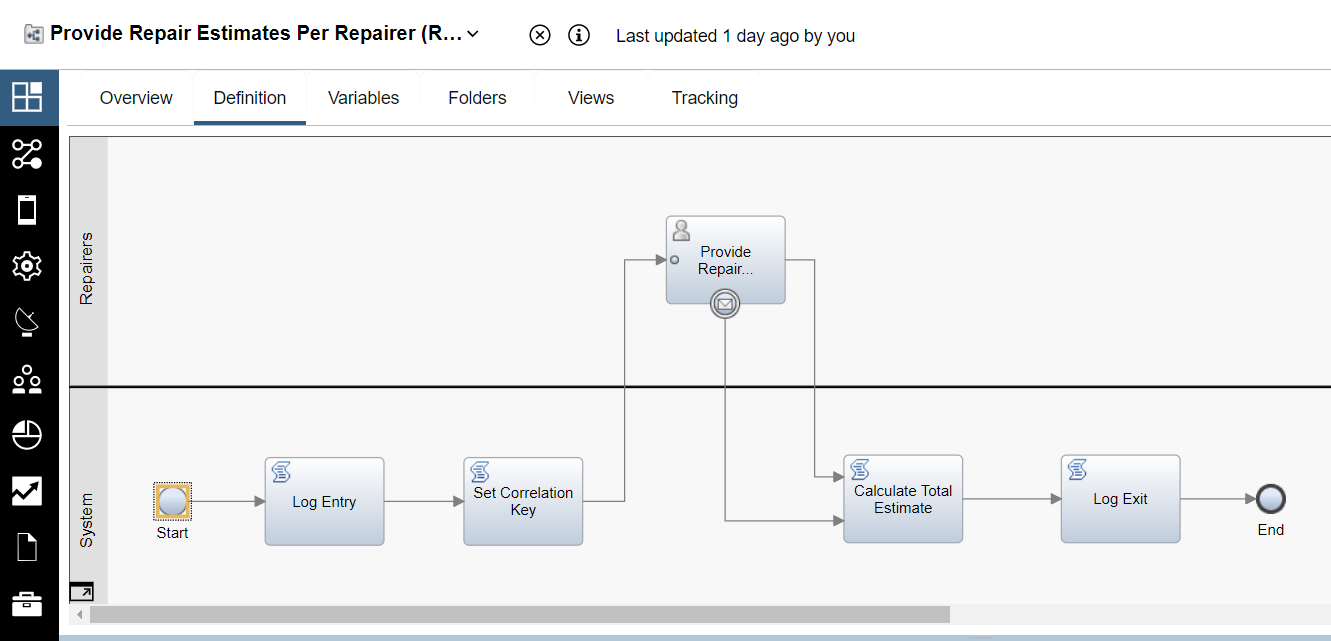 Provide Repair Estimates Per Repairer (R...
Last updated 1 day ago by you
Overview
Definition
Variables
Folders
Views
Tracking
Repairers
Provide
Repair...
System
Start
Log Entry
Set Correlation
Key
Calculate Total
Estimate
Log Exit
End